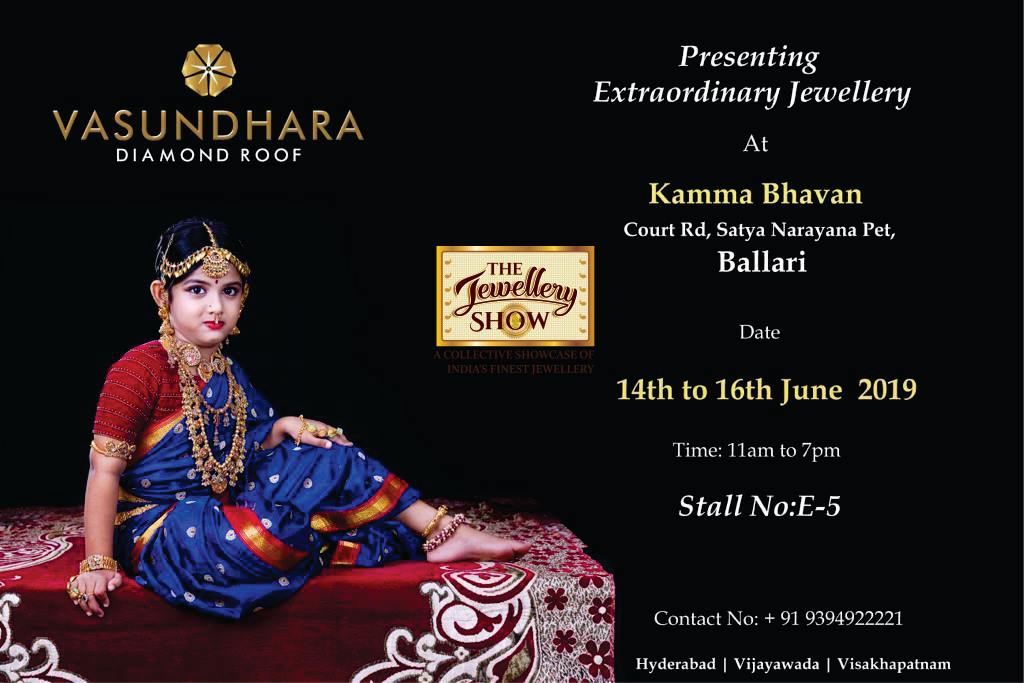 VASUNDHARA
DIAMOND ROOF
THE
Jewellery
SHOW
A COLLECTIVE SHOWCASE OF
INDIA'S FINEST JEWELLERY
Presenting
Extraordinary Jewellery
At
Kamma Bhavan
Court Rd, Satya Narayana Pet,
Ballari
Date
14th to 16th June 2019
Time: 11am to 7pm
Stall No:E-5
Contact No: + 91 9394922221
Hyderabad | Vijayawada | Visakhapatnam